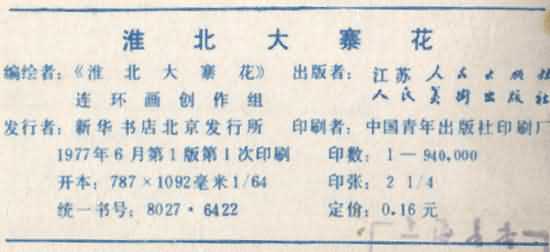 淮北大寨花
编绘者：《淮北大寨花》 出版者：江苏人民出版社
连环画创作组 人民美术出版社
发行者：新华书店北京发行所 印刷者：中国青年出版社印刷厂
1977年6月第1版第1次印刷 印数：1—940,000
开本：787×1092毫米1/64 印张：2 1/4
统一书号：8027·6422 定价：0.16元